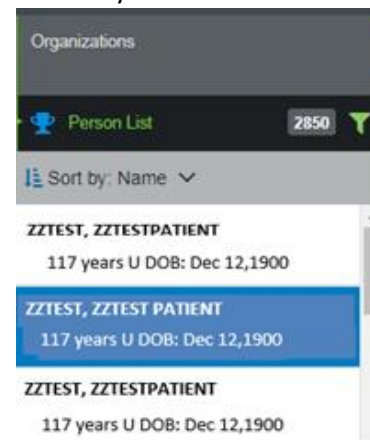 Organizations
Person List 2850
Sort by: Name
ZZTEST, ZZTESTPATIENT
117 years U DOB: Dec 12,1900
ZZTEST, ZZTEST PATIENT
117 years U DOB: Dec 12,1900
ZZTEST, ZZTESTPATIENT
117 years U DOB: Dec 12,1900